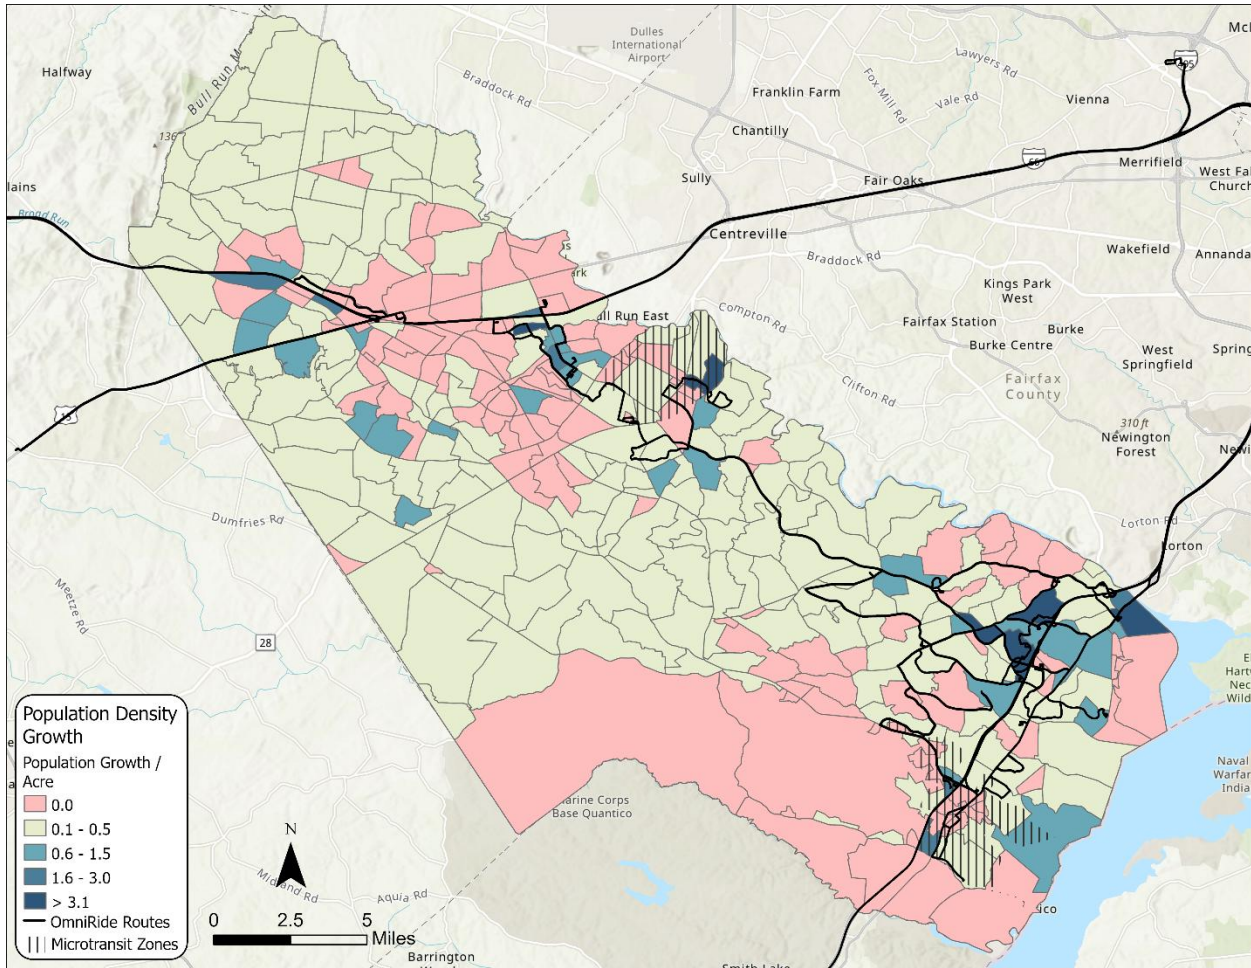 Dulles
International
Airport
McL
Halfway
Bull Run M
Braddock Rd
Lawyers Rd
495
Fox Mill Rd
Franklin Farm
Vale Rd
Vienna
Chantilly
136
66
Merrifield
Sully
Fair Oaks
West Fal
Church
lains
Broad Run
Centreville
Wakefield
Annanda
Braddock Rd
ark
Kings Park
West
Compton Rd
ull Run East
Fairfax Station
Burke
Burke Centre
West
Springfield
Spring
Fairfax
County
Clifton Rd
15
310 ft
Newington
Forest
Newi
Dumfries Rd
Lorton Rd
Lorton
Meetze Rd
28
E
Hart
Nec
Wild
Population Density
Growth
Population Growth /
Acre
0.0
0.1 - 0.5
0.6 - 1.5
1.6 - 3.0
> 3.1
OmniRide Routes
Microtransit Zones
Naval
Warfar
India
arine Corps
Base Quantico
N
Midland Rd
Aquia Rd
ico
0
2.5
5
Miles
Barrington
Smith Lake